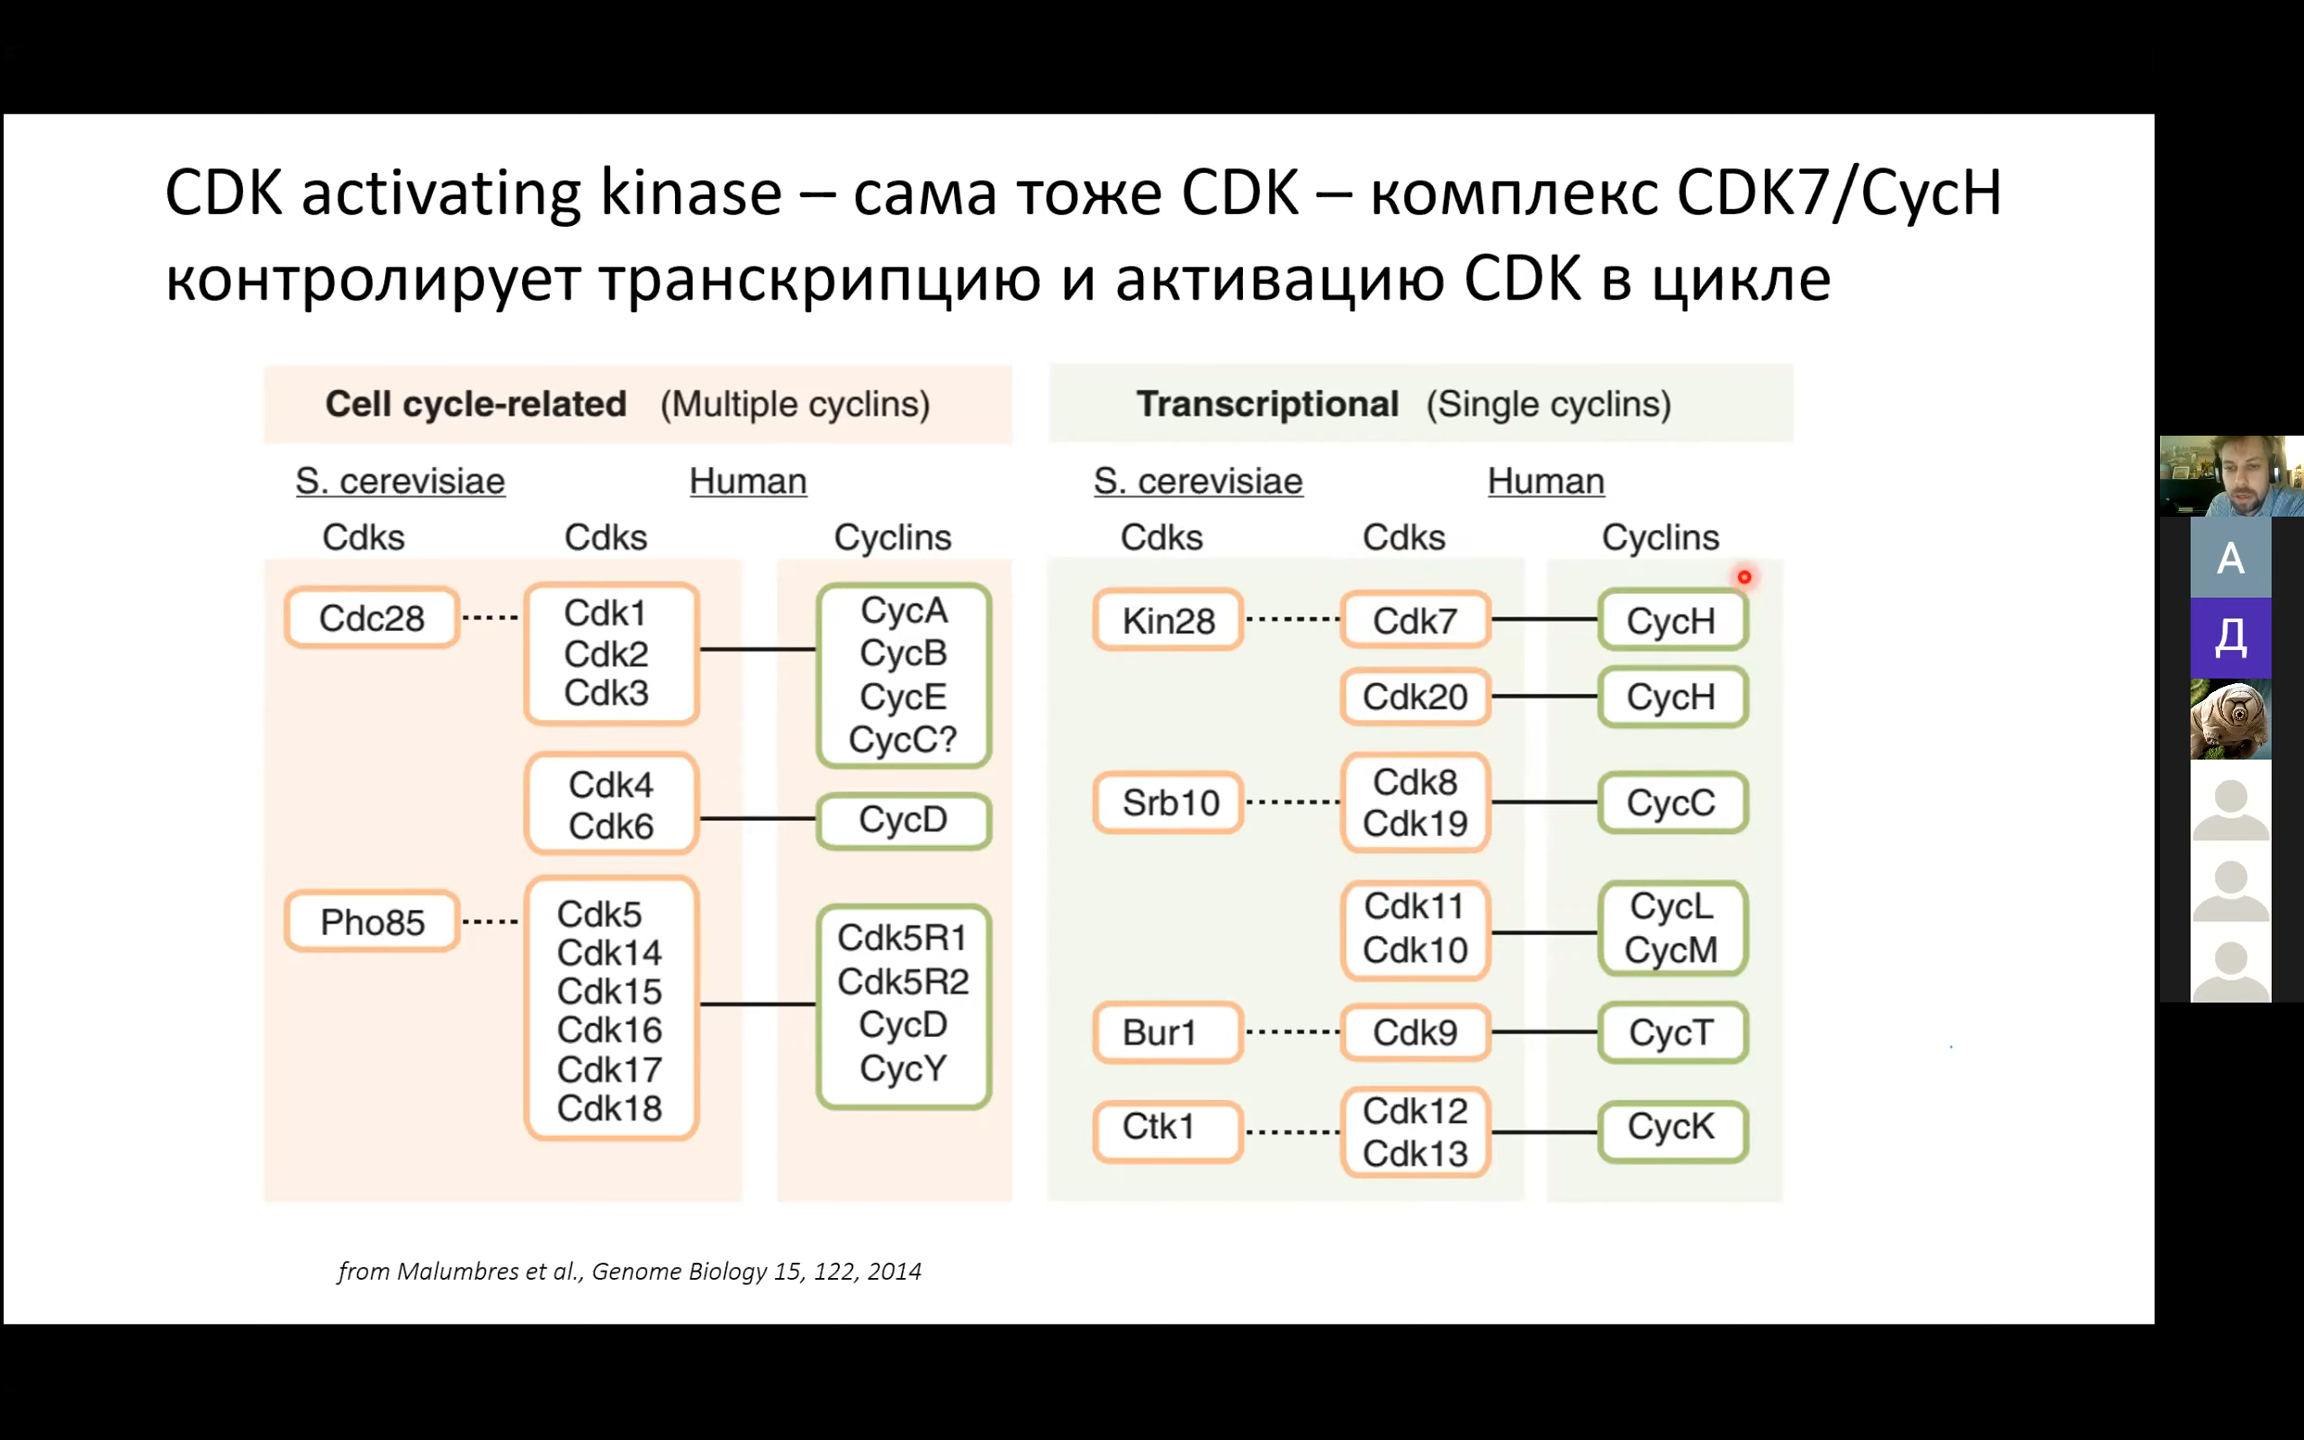 CDK activating kinase – сама тоже CDK – комплекс CDK7/CycH
контролирует транскрипцию и активацию CDK в цикле
Cell cycle-related (Multiple cyclins)
S. cerevisiae Human
Cdks Cdks Cyclins
Cdc28
Cdk1
Cdk2
Cdk3
CycA
CycB
CycE
CycC?
Cdk4
Cdk6
CycD
Pho85
Cdk5
Cdk14
Cdk15
Cdk16
Cdk17
Cdk18
Cdk5R1
Cdk5R2
CycD
CycY
Transcriptional (Single cyclins)
S. cerevisiae Human
Cdks Cdks Cyclins
Kin28 Cdk7 CycH
Cdk20 CycH
Srb10
Cdk8
Cdk19
CycC
Cdk11
Cdk10
CycL
CycM
Bur1 Cdk9 CycT
Ctk1
Cdk12
Cdk13
CycK
from Malumbres et al., Genome Biology 15, 122, 2014
А
Д